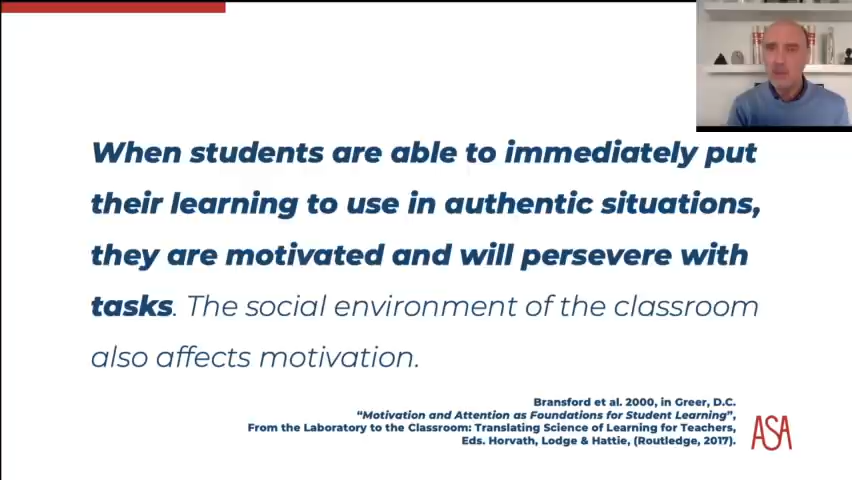 When students are able to immediately put
their learning to use in authentic situations,
they are motivated and will persevere with
tasks. The social environment of the classroom
also affects motivation.
Bransford et al. 2000, in Greer, D.C.
“Motivation and Attention as Foundations for Student Learning”,
From the Laboratory to the Classroom: Translating Science of Learning for Teachers,
Eds. Horvath, Lodge & Hattie, (Routledge, 2017).
ASA